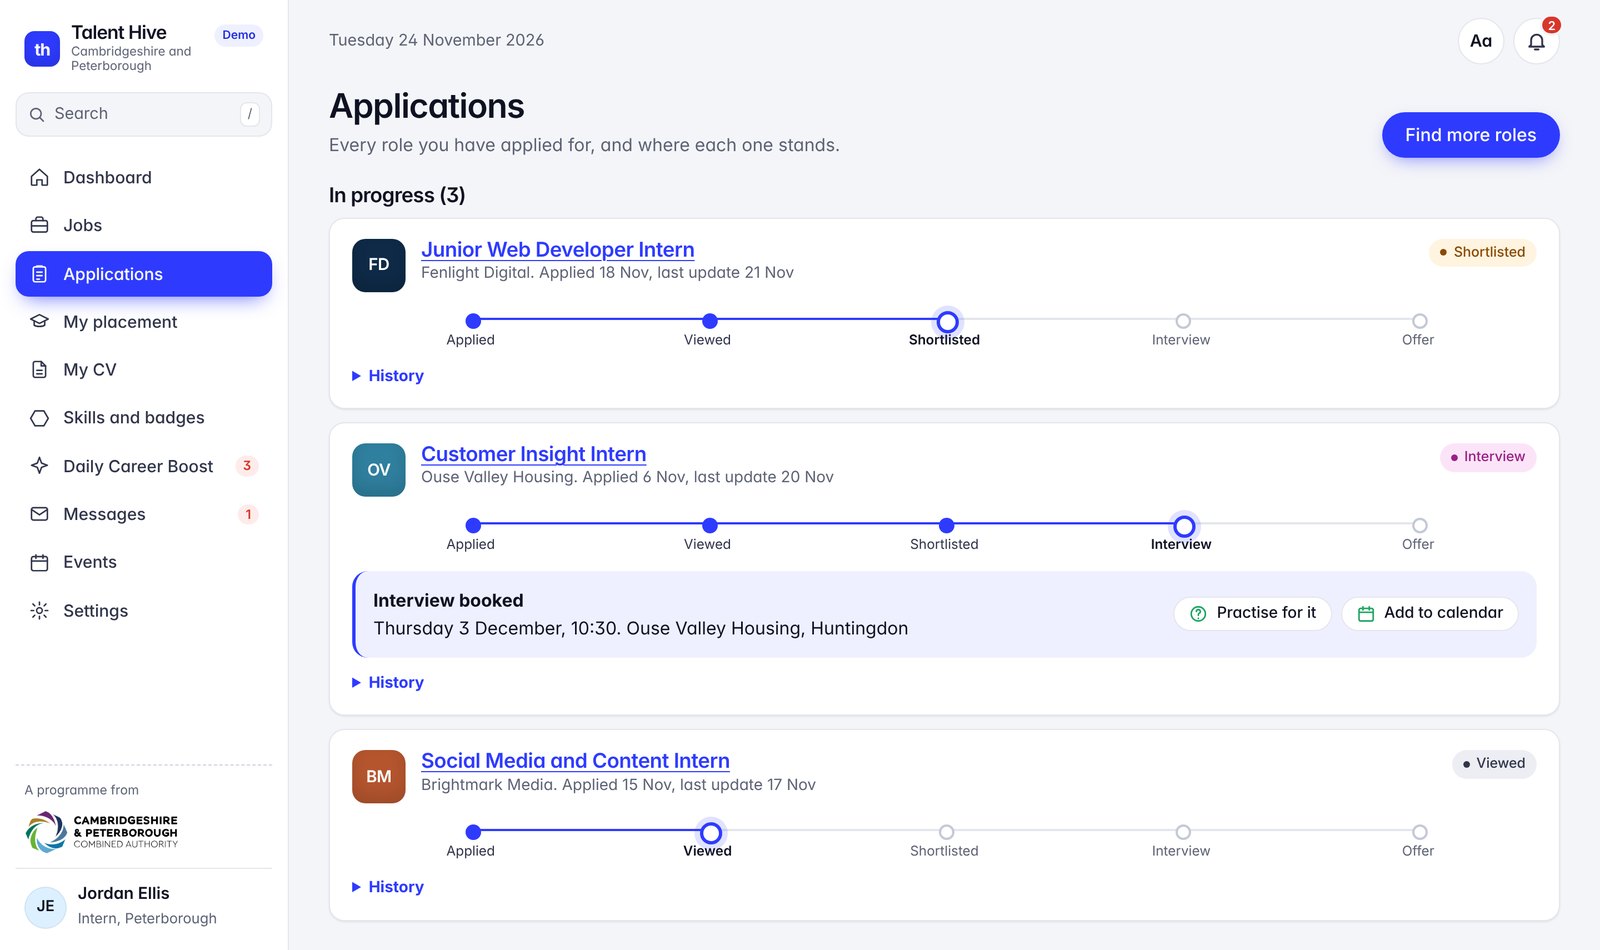 th
Talent Hive
Demo
Cambridgeshire and
Peterborough
Search
/
Dashboard
Jobs
Applications
My placement
My CV
Skills and badges
Daily Career Boost 3
Messages 1
Events
Settings
A programme from
CAMBRIDGESHIRE
& PETERBOROUGH
COMBINED AUTHORITY
JE
Jordan Ellis
Intern, Peterborough
Tuesday 24 November 2026
Aa
2
Applications
Every role you have applied for, and where each one stands.
Find more roles
In progress (3)
FD
Junior Web Developer Intern
Fenlight Digital. Applied 18 Nov, last update 21 Nov
Shortlisted
Applied Viewed Shortlisted Interview Offer
History
OV
Customer Insight Intern
Ouse Valley Housing. Applied 6 Nov, last update 20 Nov
Interview
Applied Viewed Shortlisted Interview Offer
Interview booked
Thursday 3 December, 10:30. Ouse Valley Housing, Huntingdon
Practise for it
Add to calendar
History
BM
Social Media and Content Intern
Brightmark Media. Applied 15 Nov, last update 17 Nov
Viewed
Applied Viewed Shortlisted Interview Offer
History